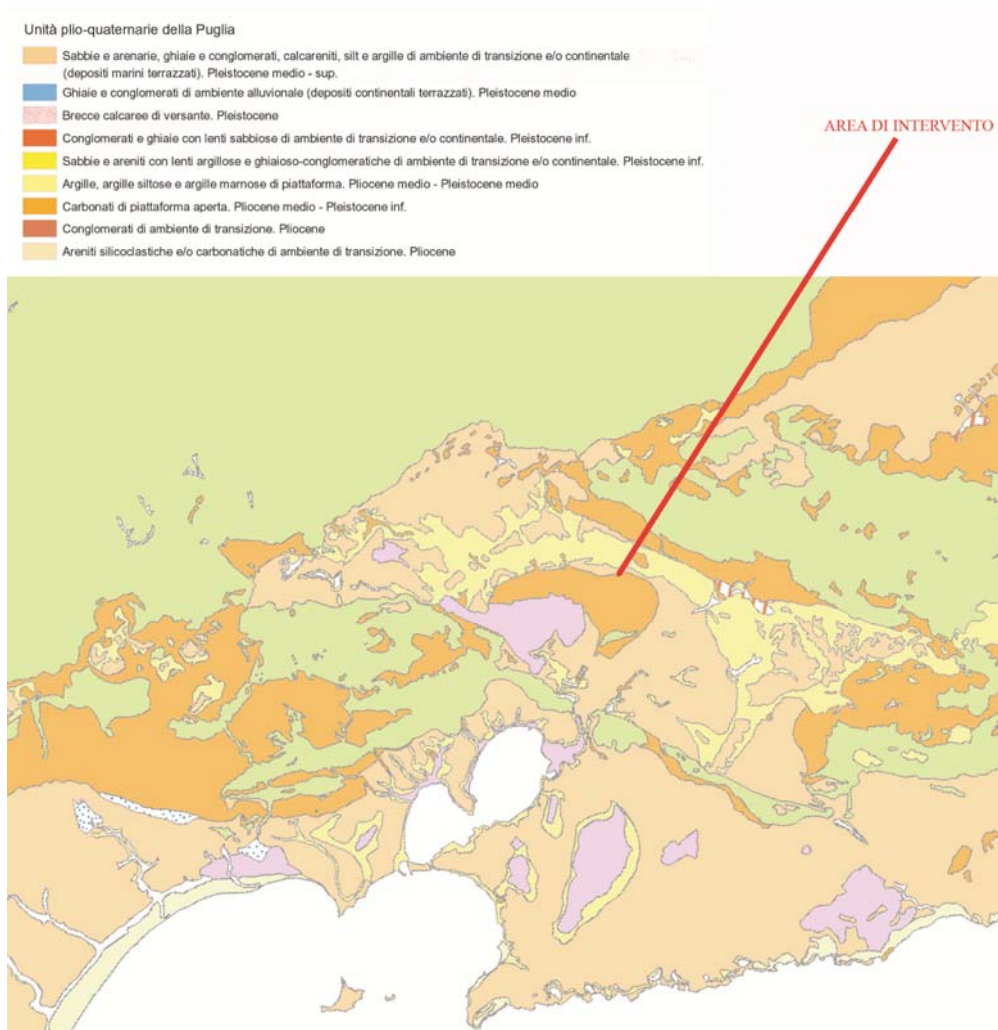 Unità plio-quaternarie della Puglia
Sabbie e arenarie, ghiaie e conglomerati, calcareniti, silt e argille di ambiente di transizione e/o continentale
(depositi marini terrazzati). Pleistocene medio - sup.
Ghiaie e conglomerati di ambiente alluvionale (depositi continentali terrazzati). Pleistocene medio
Brecce calcaree di versante. Pleistocene
Conglomerati e ghiaie con lenti sabbiose di ambiente di transizione e/o continentale. Pleistocene inf.
Sabbie e areniti con lenti argillose e ghiaioso-conglomeratiche di ambiente di transizione e/o continentale. Pleistocene inf.
Argille, argille siltose e argille marnose di piattaforma. Pliocene medio - Pleistocene medio
Carbonati di piattaforma aperta. Pliocene medio - Pleistocene inf.
Conglomerati di ambiente di transizione. Pliocene
Areniti silicoclastiche e/o carbonatiche di ambiente di transizione. Pliocene
AREA DI INTERVENTO